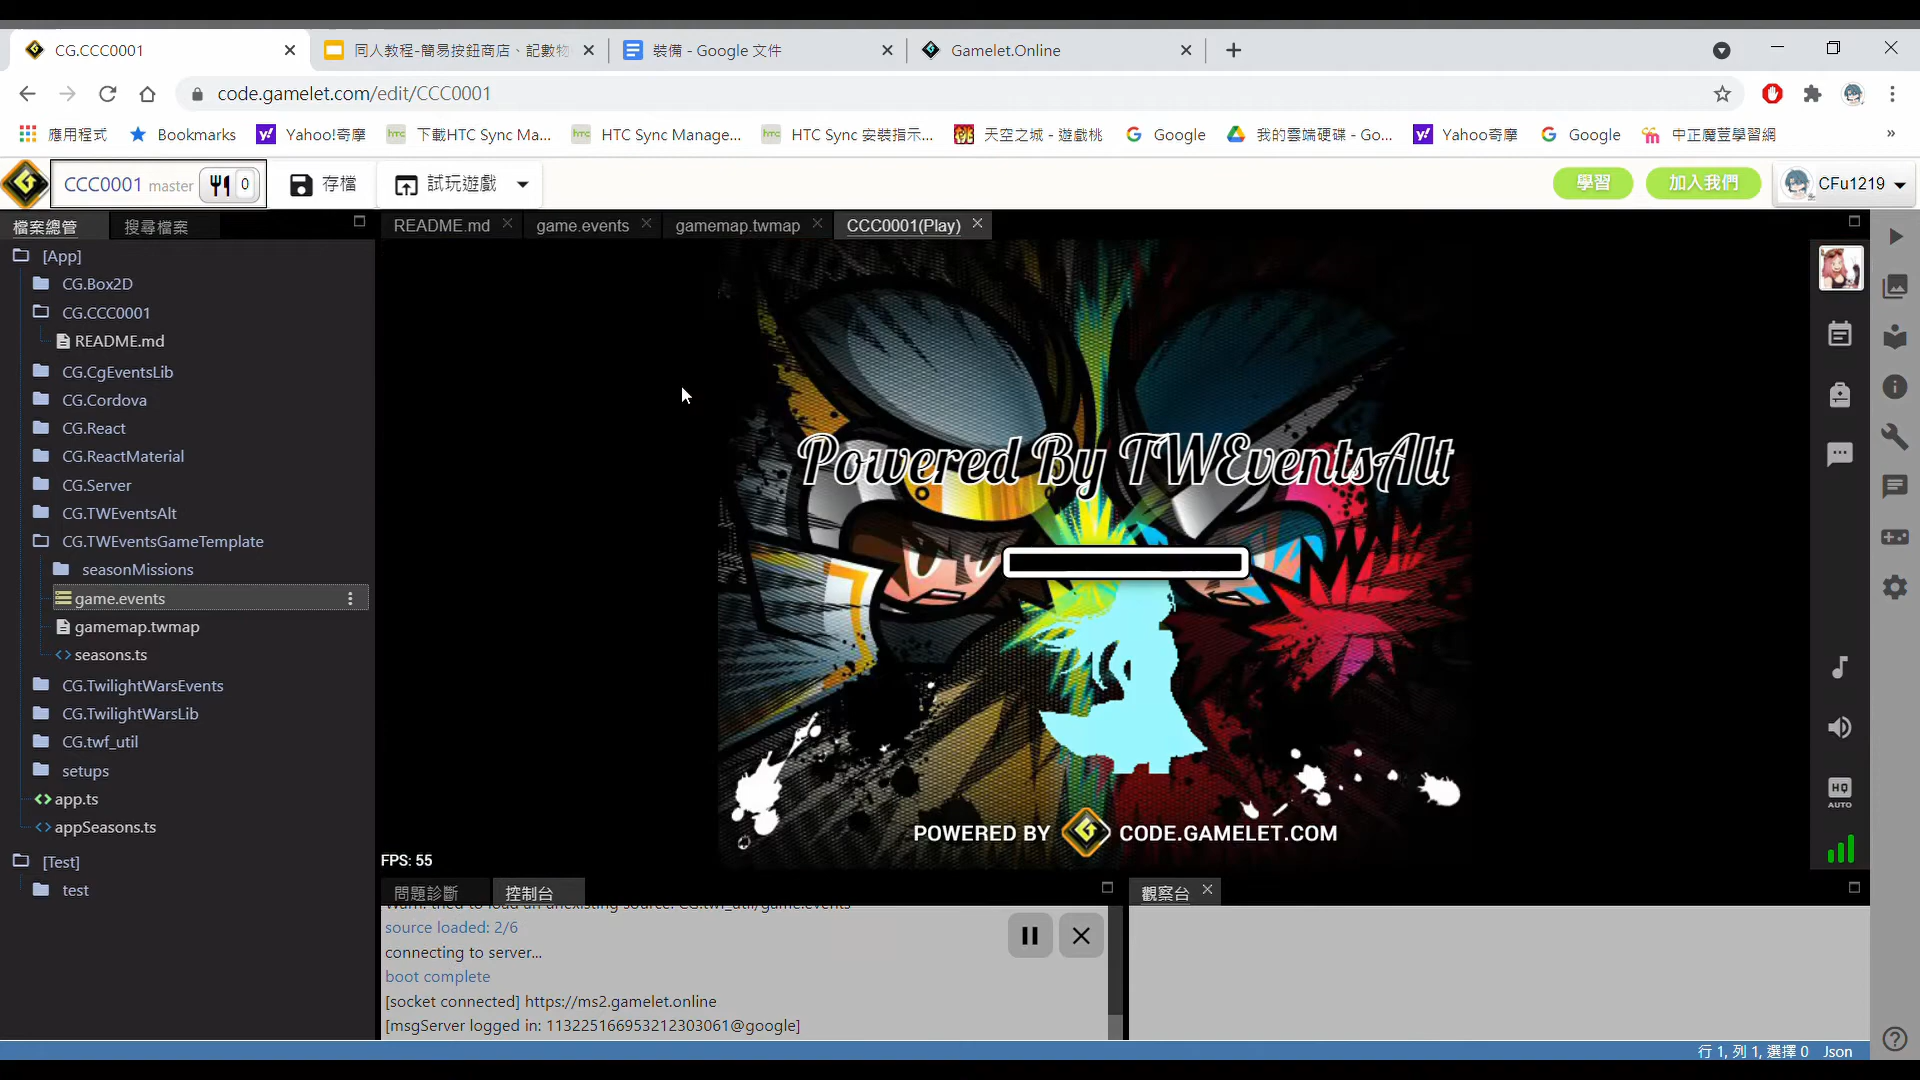 CG.CCC0001
同人教程-簡易按鈕商店、記數物
裝備 - Google 文件
Gamelet.Online
code.gamelet.com/edit/CCC0001
應用程式
Bookmarks
Yahoo!奇摩
下載HTC Sync Ma...
HTC Sync Manage...
HTC Sync 安裝指示...
天空之城 - 遊戲桃
Google
我的雲端硬碟 - Go...
Yahoo奇摩
Google
中正魔荳學習網
»
CCC0001 master
0
存檔
試玩遊戲
學習
加入我們
CFu1219
檔案總管
搜尋檔案
README.md
game.events
gamemap.twmap
CCC0001(Play)
[App]
CG.Box2D
CG.CCC0001
README.md
CG.CgEventsLib
CG.Cordova
CG.React
CG.ReactMaterial
CG.Server
CG.TWEventsAlt
CG.TWEventsGameTemplate
seasonMissions
game.events
gamemap.twmap
seasons.ts
CG.TwilightWarsEvents
CG.TwilightWarsLib
CG.twf_util
setups
app.ts
appSeasons.ts
[Test]
test
Powered By TWEventsAlt
POWERED BY CODE.GAMELET.COM
FPS: 55
HQ
AUTO
問題診斷
控制台
觀察台
source loaded: 2/6
connecting to server...
boot complete
[socket connected] https://ms2.gamelet.online
[msgServer logged in: 113225166953212303061@google]
行 1, 列 1, 選擇 0
Json